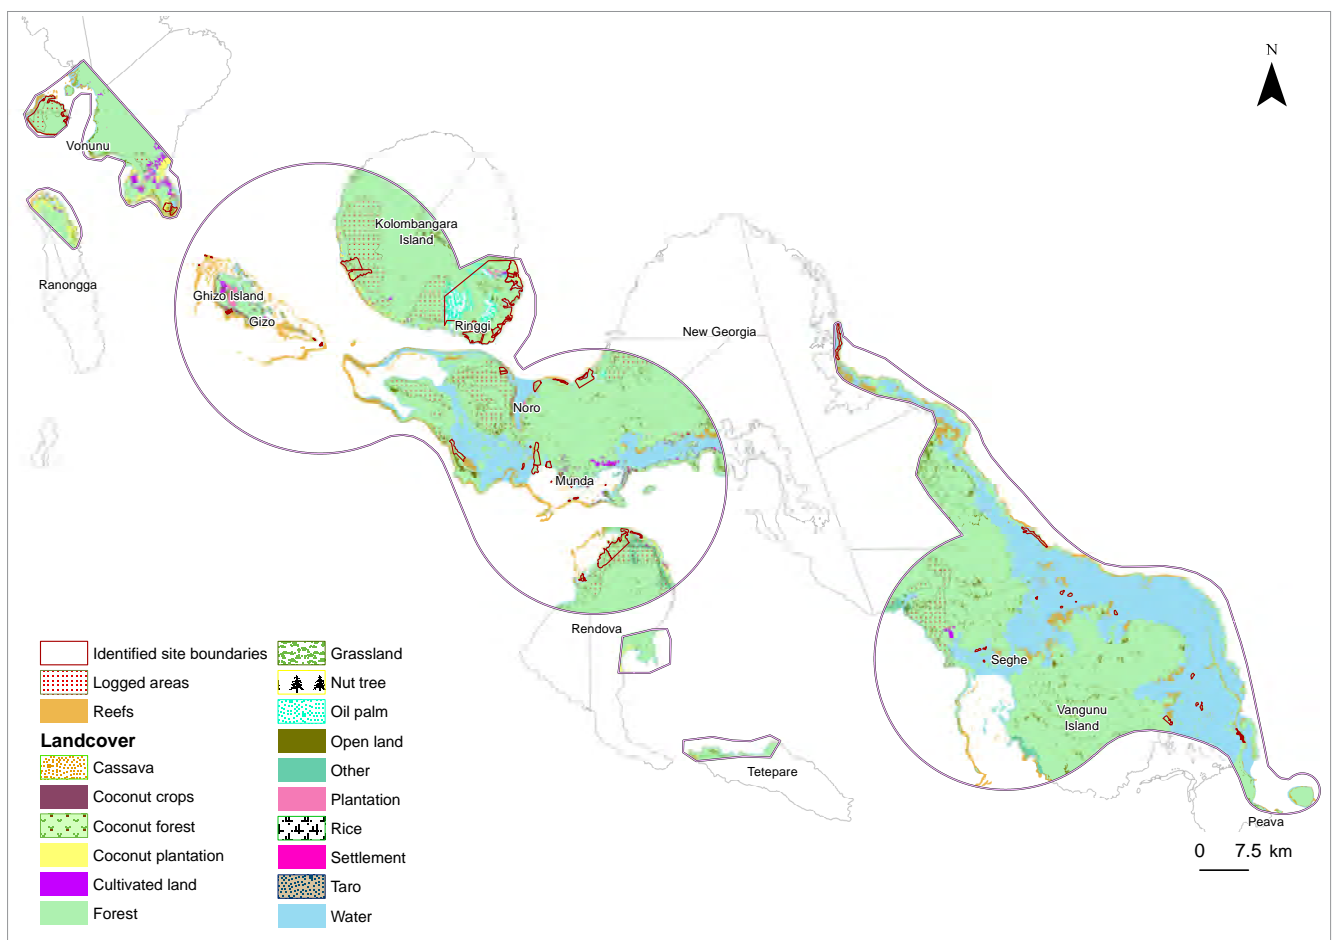 N
Vonunu
Ranongga
Kolombangara
Island
Ghizo Island
Gizo
Ringgi
New Georgia
Noro
Munda
Rendova
Seghe
Vangunu
Island
Tetepare
Peava
0 7.5 km
Identified site boundaries
Logged areas
Reefs
Landcover
Cassava
Coconut crops
Coconut forest
Coconut plantation
Cultivated land
Forest
Grassland
Nut tree
Oil palm
Open land
Other
Plantation
Rice
Settlement
Taro
Water